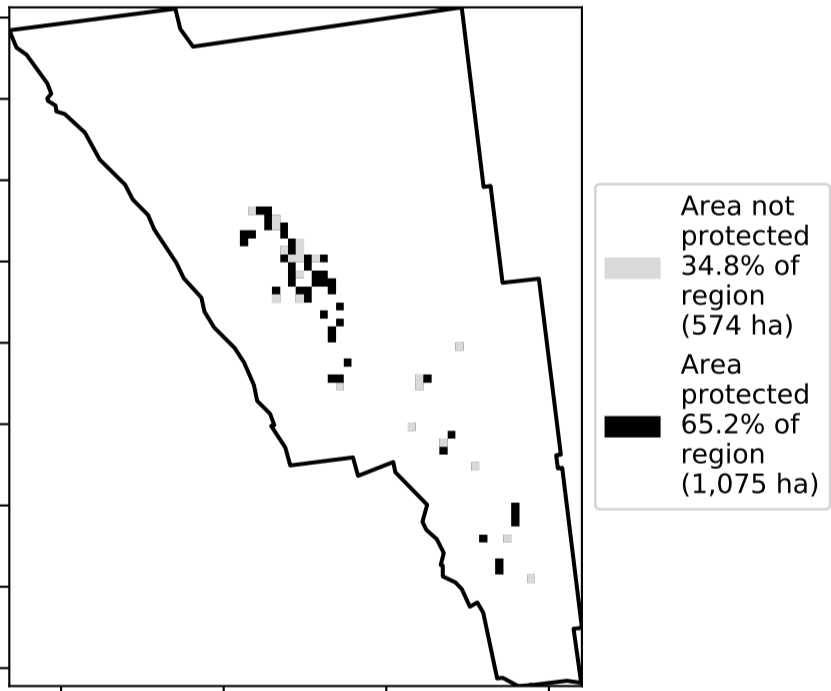 Area not
protected
34.8% of
region
(574 ha)
Area
protected
65.2% of
region
(1,075 ha)